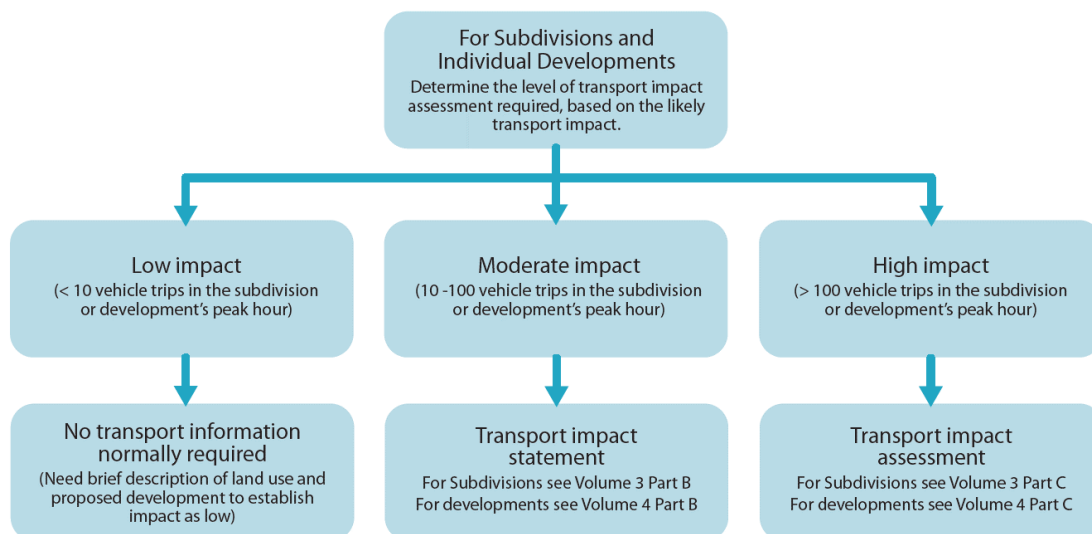 For Subdivisions and
Individual Developments
Determine the level of transport impact
assessment required, based on the likely
transport impact.
Low impact
(< 10 vehicle trips in the subdivision
or development's peak hour)
Moderate impact
(10 -100 vehicle trips in the subdivision
or development's peak hour)
High impact
(> 100 vehicle trips in the subdivision
or development's peak hour)
No transport information
normally required
(Need brief description of land use and
proposed development to establish
impact as low)
Transport impact
statement
For Subdivisions see Volume 3 Part B
For developments see Volume 4 Part B
Transport impact
assessment
For Subdivisions see Volume 3 Part C
For developments see Volume 4 Part C